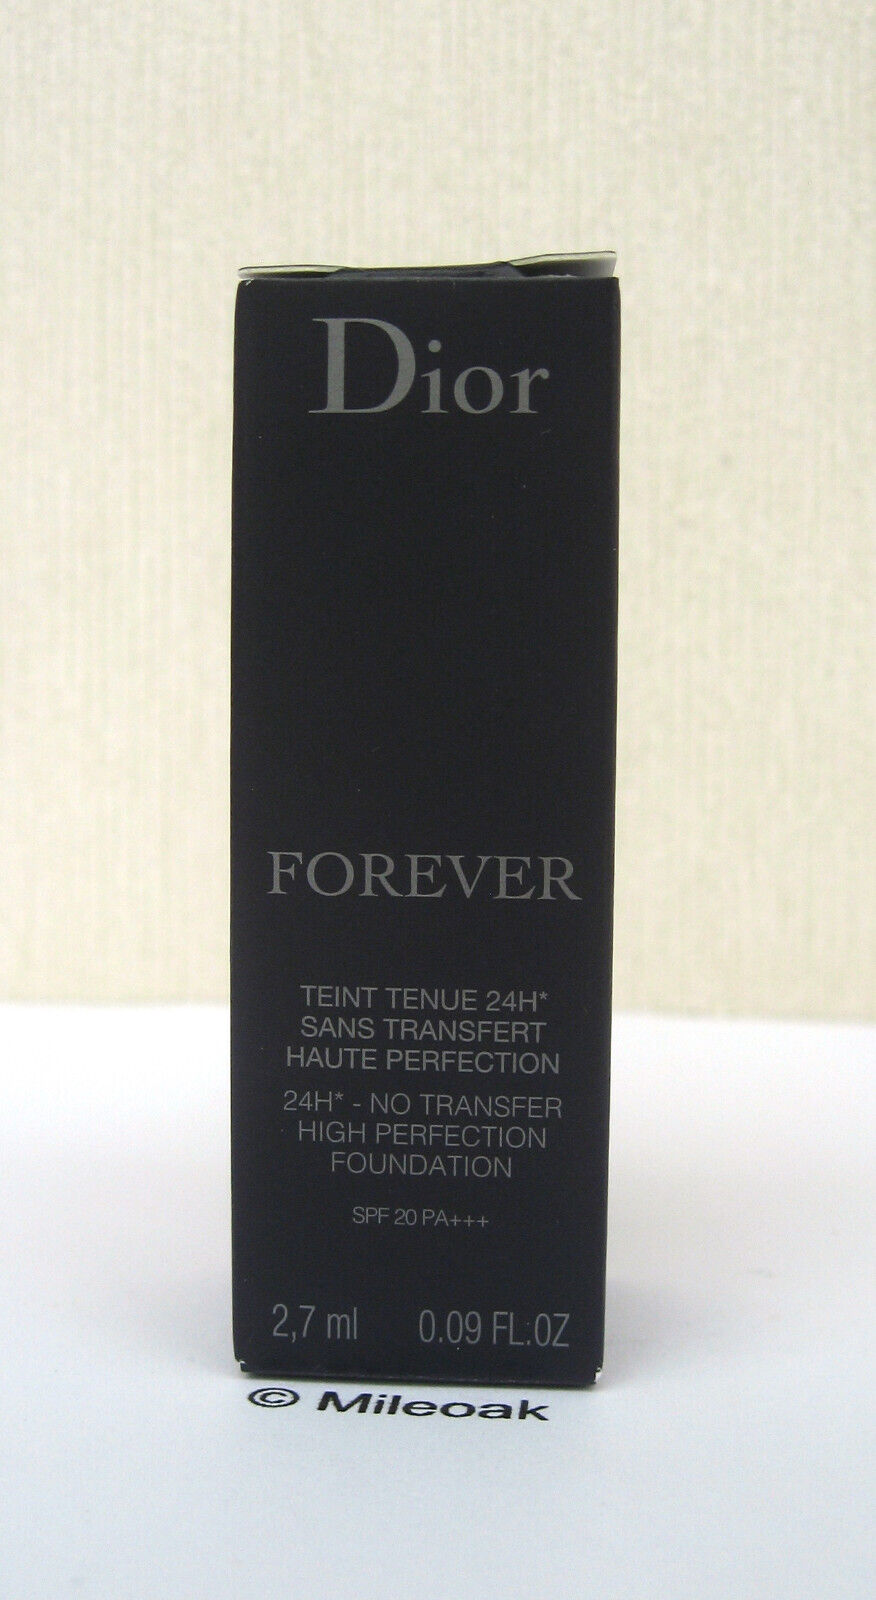 Dior
FOREVER
TEINT TENUE 24H*
SANS TRANSFERT
HAUTE PERFECTION
24H* - NO TRANSFER
HIGH PERFECTION
FOUNDATION
SPF 20 PA+++
2,7 ml 0.09 FL.OZ
© Mileoak